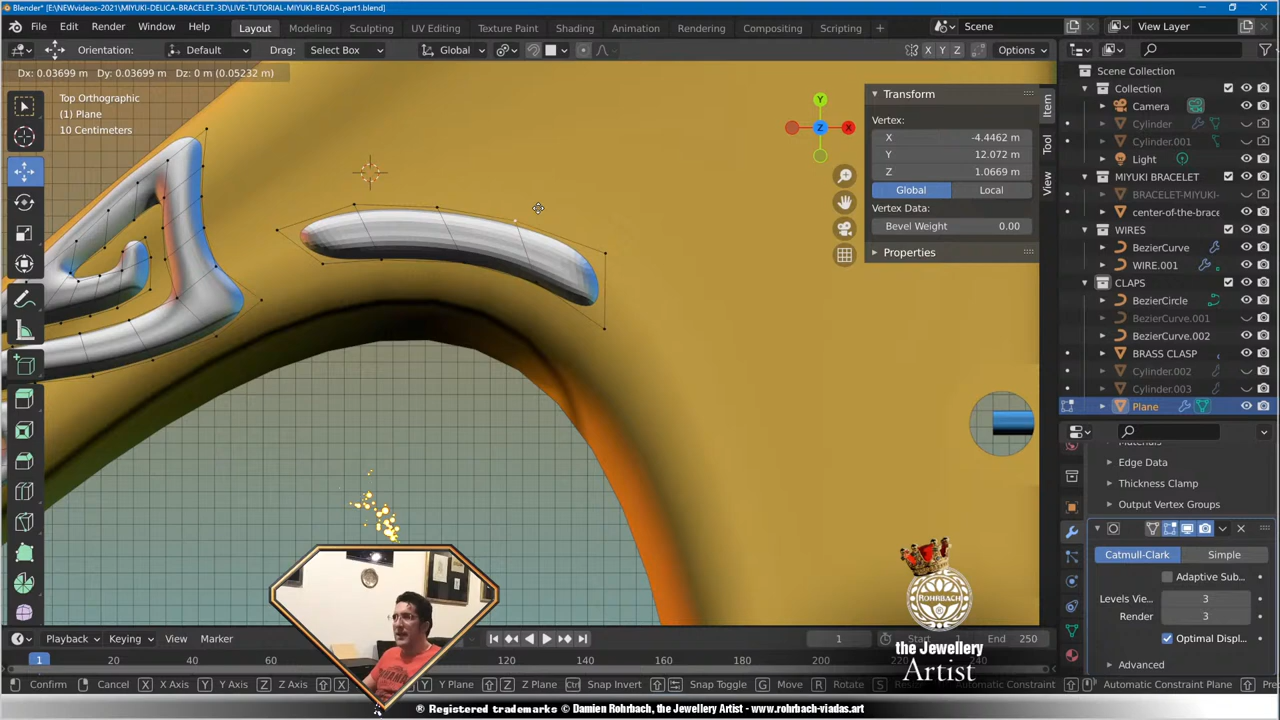 Blender* [E:\NEWvideos-2021\MIYUKI-DELICA-BRACELET-3D\LIVE-TUTORIAL-MIYUKI-BEADS-part1.blend]
File Edit Render Window Help Layout Modeling Sculpting UV Editing Texture Paint Shading Animation Rendering Compositing Scripting + Scene View Layer
Orientation: Default Drag: Select Box Global X Y Z Options
Dx: 0.03699 m Dy: 0.03699 m Dz: 0 m (0.05232 m)
Top Orthographic
(1) Plane
10 Centimeters
Y
Z
X
Transform
Vertex:
X -4.4462 m
Y 12.072 m
Z 1.0669 m
Global Local
Vertex Data:
Bevel Weight 0.00
Properties
Item
Tool
View
Scene Collection
Collection
Camera
Cylinder
Cylinder.001
Light
MIYUKI BRACELET
BRACELET-MIYUKI-
center-of-the-brace
WIRES
BezierCurve
WIRE.001
CLAPS
BezierCircle
BezierCurve.001
BezierCurve.002
BRASS CLASP
Cylinder.002
Cylinder.003
Plane
Edge Data
Thickness Clamp
Output Vertex Groups
Catmull-Clark Simple
Adaptive Sub...
Levels Vie... 3
Render 3
Optimal Displ...
Advanced
ROHRBACH
the Jewellery
Artist
Playback Keying View Marker 1 Start 1 End 250
1 20 40 60 120 140 160 180 200 220 240
Confirm Cancel X X Axis Y Y Axis Z Z Axis X Y Y Plane Z Z Plane Ctrl Snap Invert Snap Toggle G Move R Rotate S Automatic Constraint Automatic Constraint Plane
® Registered trademarks © Damien Rohrbach, the Jewellery Artist - www.rohrbach-viadas.art